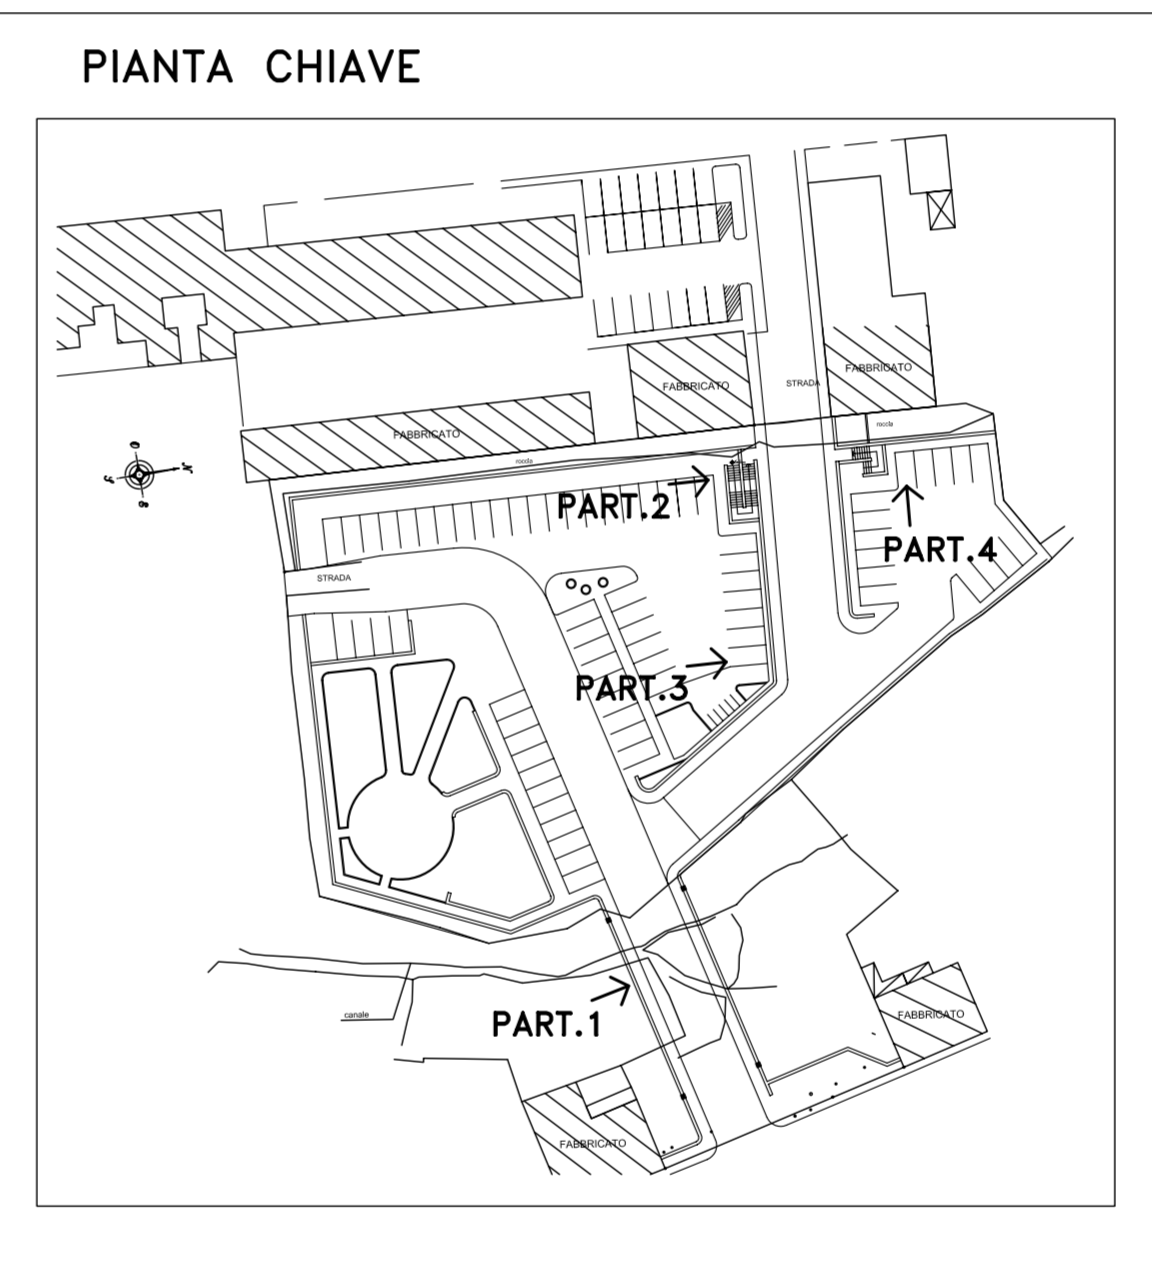 PIANTA CHIAVE
FABBRICATO
STRADA
FABBRICATO
FABBRICATO
roccia
roccia
O
N
S
E
PART.2
PART.4
STRADA
PART.3
canale
PART.1
FABBRICATO
FABBRICATO